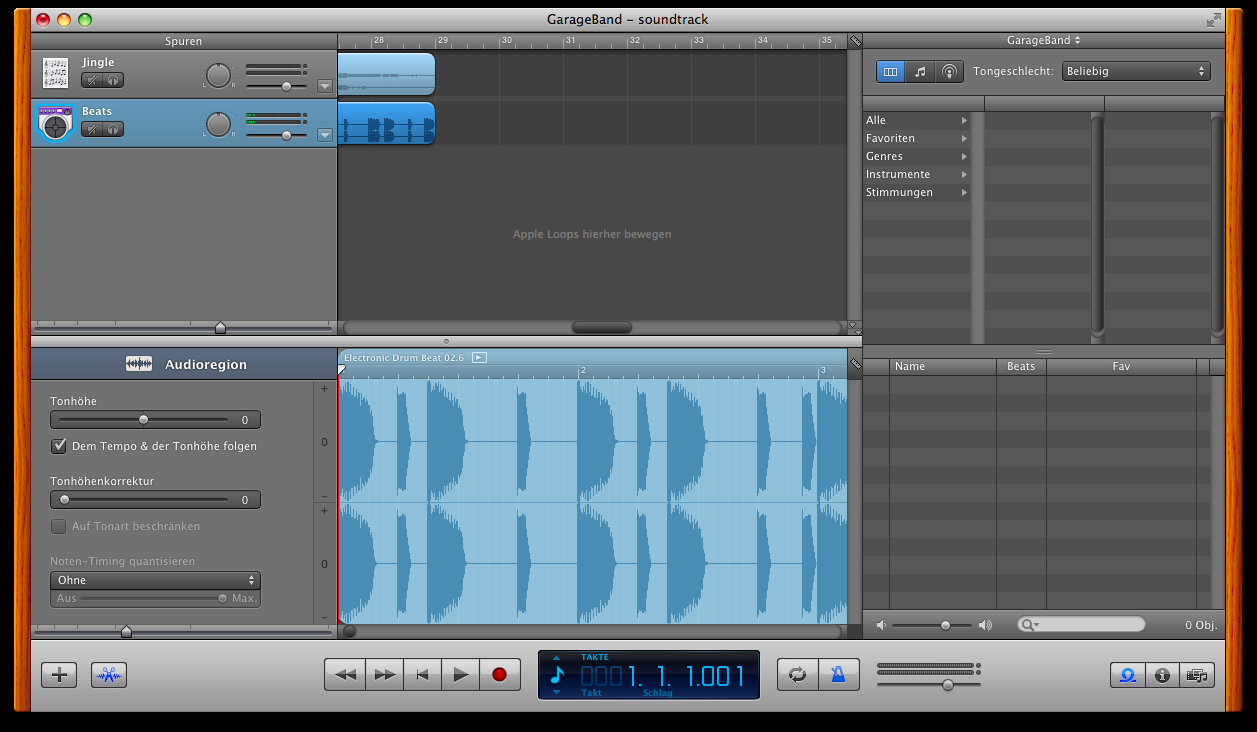 GarageBand – soundtrack
Spuren
28 29 30 31 32 33 34 35
GarageBand
Jingle
L R
Tongeschlecht: Beliebig
Beats
L R
Alle
Favoriten
Genres
Instrumente
Stimmungen
Apple Loops hierher bewegen
Audioregion
Electronic Drum Beat 02.6
2 3
Name Beats Fav
Tonhöhe
0
Dem Tempo & der Tonhöhe folgen
Tonhöhenkorrektur
0
Auf Tonart beschränken
Noten-Timing quantisieren
Ohne
Aus Max.
+
0
–
+
0
–
0 Obj.
TAKTE
0001. 1. 1.001
Takt Schlag